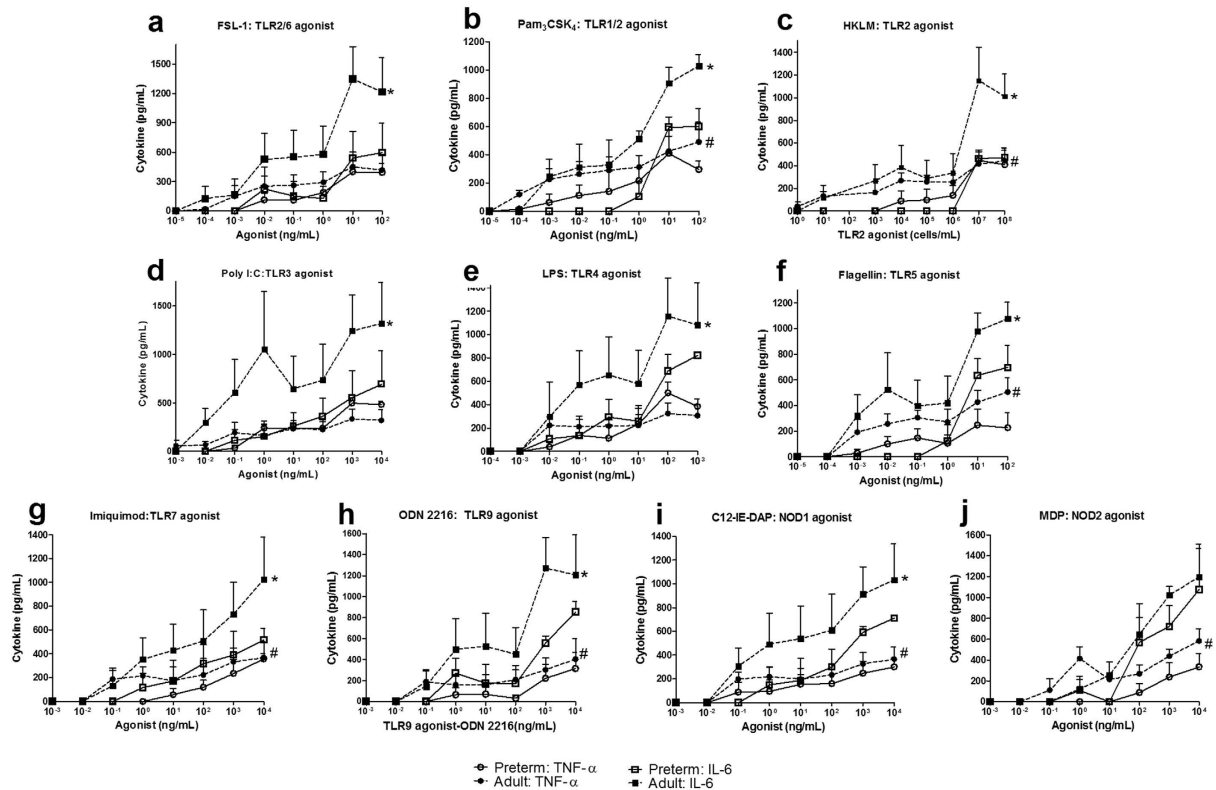 a
FSL-1: TLR2/6 agonist
Cytokine (pg/mL)
1500
1200
900
600
300
0
*
10-5 10-4 10-3 10-2 10-1 100 101 102
Agonist (ng/mL)
b
Pam3CSK4: TLR1/2 agonist
Cytokine (pg/mL)
1000
800
600
400
200
0
*
#
10-5 10-4 10-3 10-2 10-1 100 101 102
Agonist (ng/mL)
c
HKLM: TLR2 agonist
Cytokine (pg/mL)
1400
1200
1000
800
600
400
200
0
*
#
100 101 102 103 104 105 106 107 108
TLR2 agonist (cells/mL)
d
Poly I:C:TLR3 agonist
Cytokine (pg/mL)
1500
1000
500
*
10-3 10-2 10-1 100 101 102 103 104
Agonist (ng/mL)
e
LPS: TLR4 agonist
Cytokine (pg/mL)
1400
1200
1000
800
600
400
200
0
*
10-4 10-3 10-2 10-1 100 101 102 103
Agonist (ng/mL)
f
Flagellin: TLR5 agonist
Cytokine (pg/mL)
1200
1000
800
600
400
200
0
*
#
10-5 10-4 10-3 10-2 10-1 100 101 102
Agonist (ng/mL)
g
Imiquimod:TLR7 agonist
Cytokine (pg/mL)
1400
1200
1000
800
600
400
200
0
*
#
10-3 10-2 10-1 100 101 102 103 104
Agonist (ng/mL)
h
ODN 2216: TLR9 agonist
Cytokine (pg/mL)
1600
1400
1200
1000
800
600
400
200
0
*
#
10-3 10-2 10-1 100 101 102 103 104
TLR9 agonist-ODN 2216(ng/mL)
i
C12-IE-DAP: NOD1 agonist
Cytokine (pg/mL)
1400
1200
1000
800
600
400
200
0
*
#
10-3 10-2 10-1 100 101 102 103 104
Agonist (ng/mL)
j
MDP: NOD2 agonist
Cytokine (pg/mL)
1600
1400
1200
1000
800
600
400
200
0
#
10-3 10-2 10-1 100 101 102 103 104
Agonist (ng/mL)
Preterm: TNF-α Preterm: IL-6
Adult: TNF-α Adult: IL-6